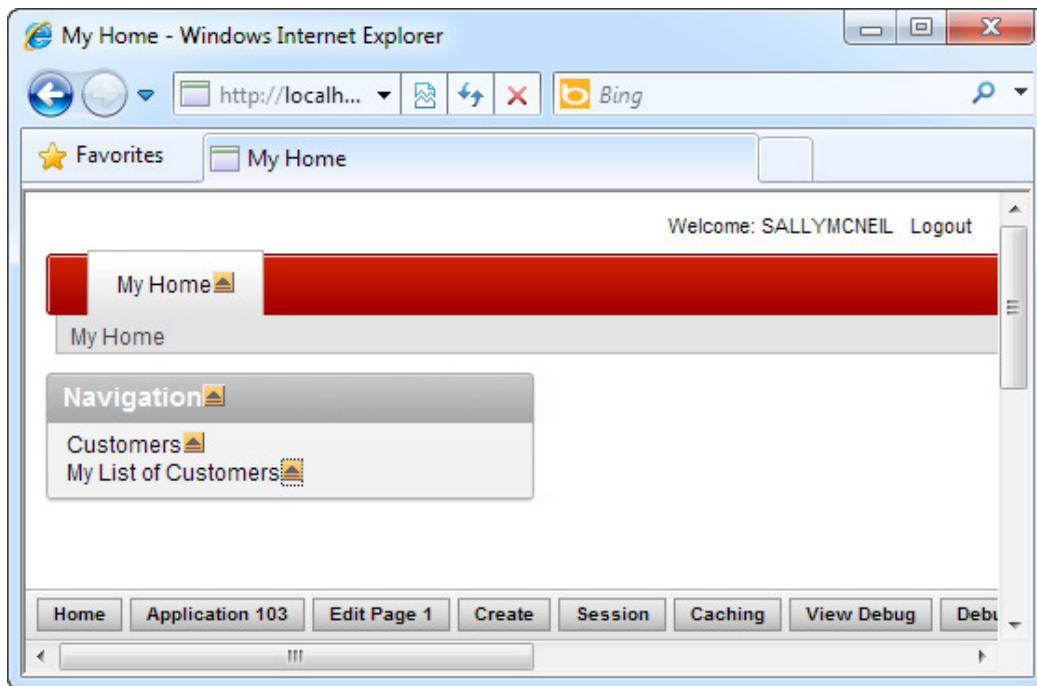 My Home - Windows Internet Explorer
http://localh... Bing
Favorites My Home
Welcome: SALLYMCNEIL Logout
My Home
My Home
Navigation
Customers
My List of Customers
Home Application 103 Edit Page 1 Create Session Caching View Debug Debu